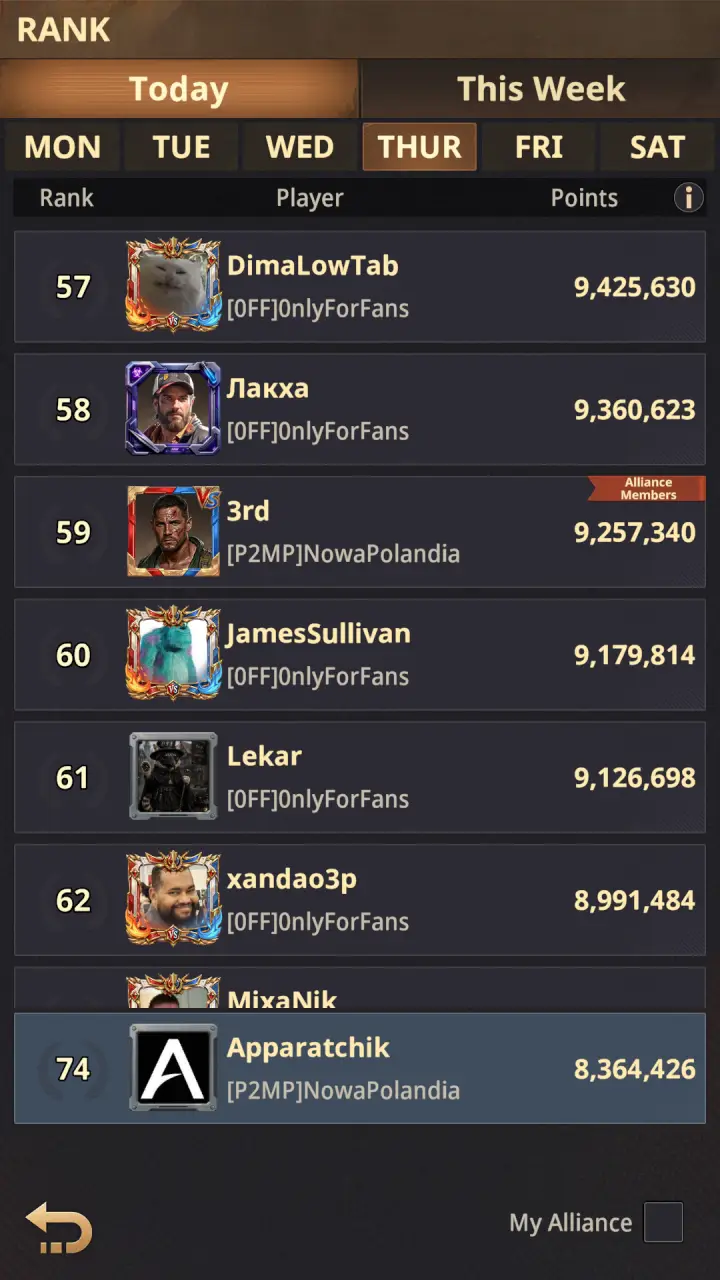 RANK
Today
This Week
MON TUE WED THUR FRI SAT
Rank Player Points
57 DimaLowTab 9,425,630
[0FF]0nlyForFans
58 Лакха 9,360,623
[0FF]0nlyForFans
Alliance
Members
59 3rd 9,257,340
[P2MP]NowaPolandia
60 JamesSullivan 9,179,814
[0FF]0nlyForFans
61 Lekar 9,126,698
[0FF]0nlyForFans
62 xandao3p 8,991,484
[0FF]0nlyForFans
MixaNik
74 Apparatchik 8,364,426
[P2MP]NowaPolandia
My Alliance